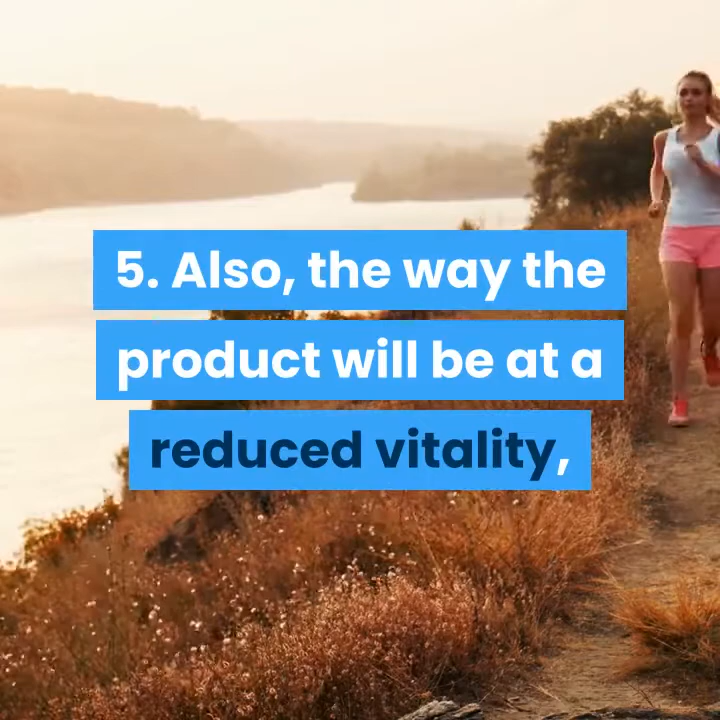 5. Also, the way the
product will be at a
reduced vitality,